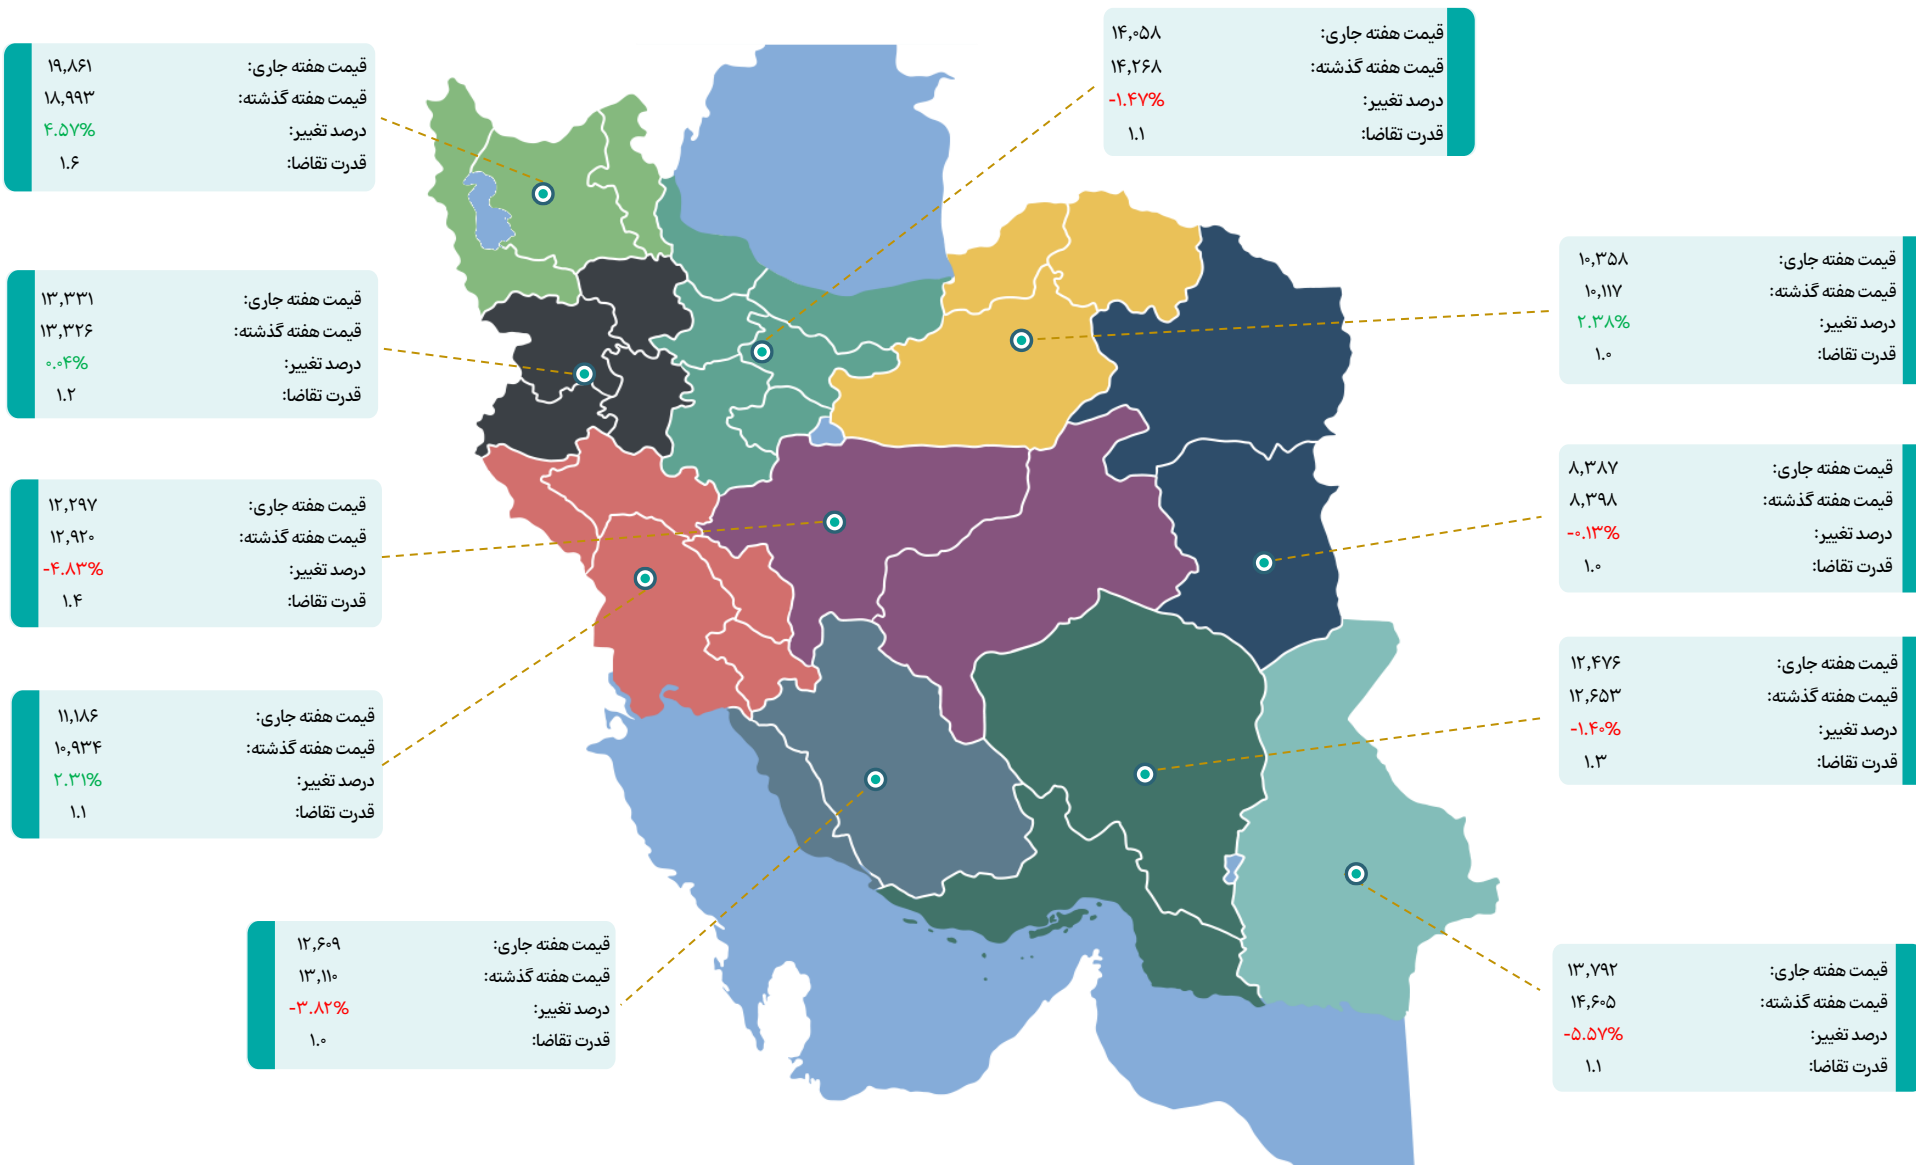 قیمت هفته جاری: ۱۴,۰۵۸
قیمت هفته گذشته: ۱۴,۲۶۸
درصد تغییر: -۱.۴۷%
قدرت تقاضا: ۱.۱
قیمت هفته جاری: ۱۹,۸۶۱
قیمت هفته گذشته: ۱۸,۹۹۳
درصد تغییر: ۴.۵۷%
قدرت تقاضا: ۱.۶
قیمت هفته جاری: ۱۰,۳۵۸
قیمت هفته گذشته: ۱۰,۱۱۷
درصد تغییر: ۲.۳۸%
قدرت تقاضا: ۱.۰
قیمت هفته جاری: ۱۳,۳۳۱
قیمت هفته گذشته: ۱۳,۳۲۶
درصد تغییر: ۰.۰۴%
قدرت تقاضا: ۱.۲
قیمت هفته جاری: ۸,۳۸۷
قیمت هفته گذشته: ۸,۳۹۸
درصد تغییر: -۰.۱۳%
قدرت تقاضا: ۱.۰
قیمت هفته جاری: ۱۲,۲۹۷
قیمت هفته گذشته: ۱۲,۹۲۰
درصد تغییر: -۴.۸۳%
قدرت تقاضا: ۱.۴
قیمت هفته جاری: ۱۲,۴۷۶
قیمت هفته گذشته: ۱۲,۶۵۳
درصد تغییر: -۱.۴۰%
قدرت تقاضا: ۱.۳
قیمت هفته جاری: ۱۱,۱۸۶
قیمت هفته گذشته: ۱۰,۹۳۴
درصد تغییر: ۲.۳۱%
قدرت تقاضا: ۱.۱
قیمت هفته جاری: ۱۳,۷۹۲
قیمت هفته گذشته: ۱۴,۶۰۵
درصد تغییر: -۵.۵۷%
قدرت تقاضا: ۱.۱
قیمت هفته جاری: ۱۲,۶۰۹
قیمت هفته گذشته: ۱۳,۱۱۰
درصد تغییر: -۳.۸۲%
قدرت تقاضا: ۱.۰